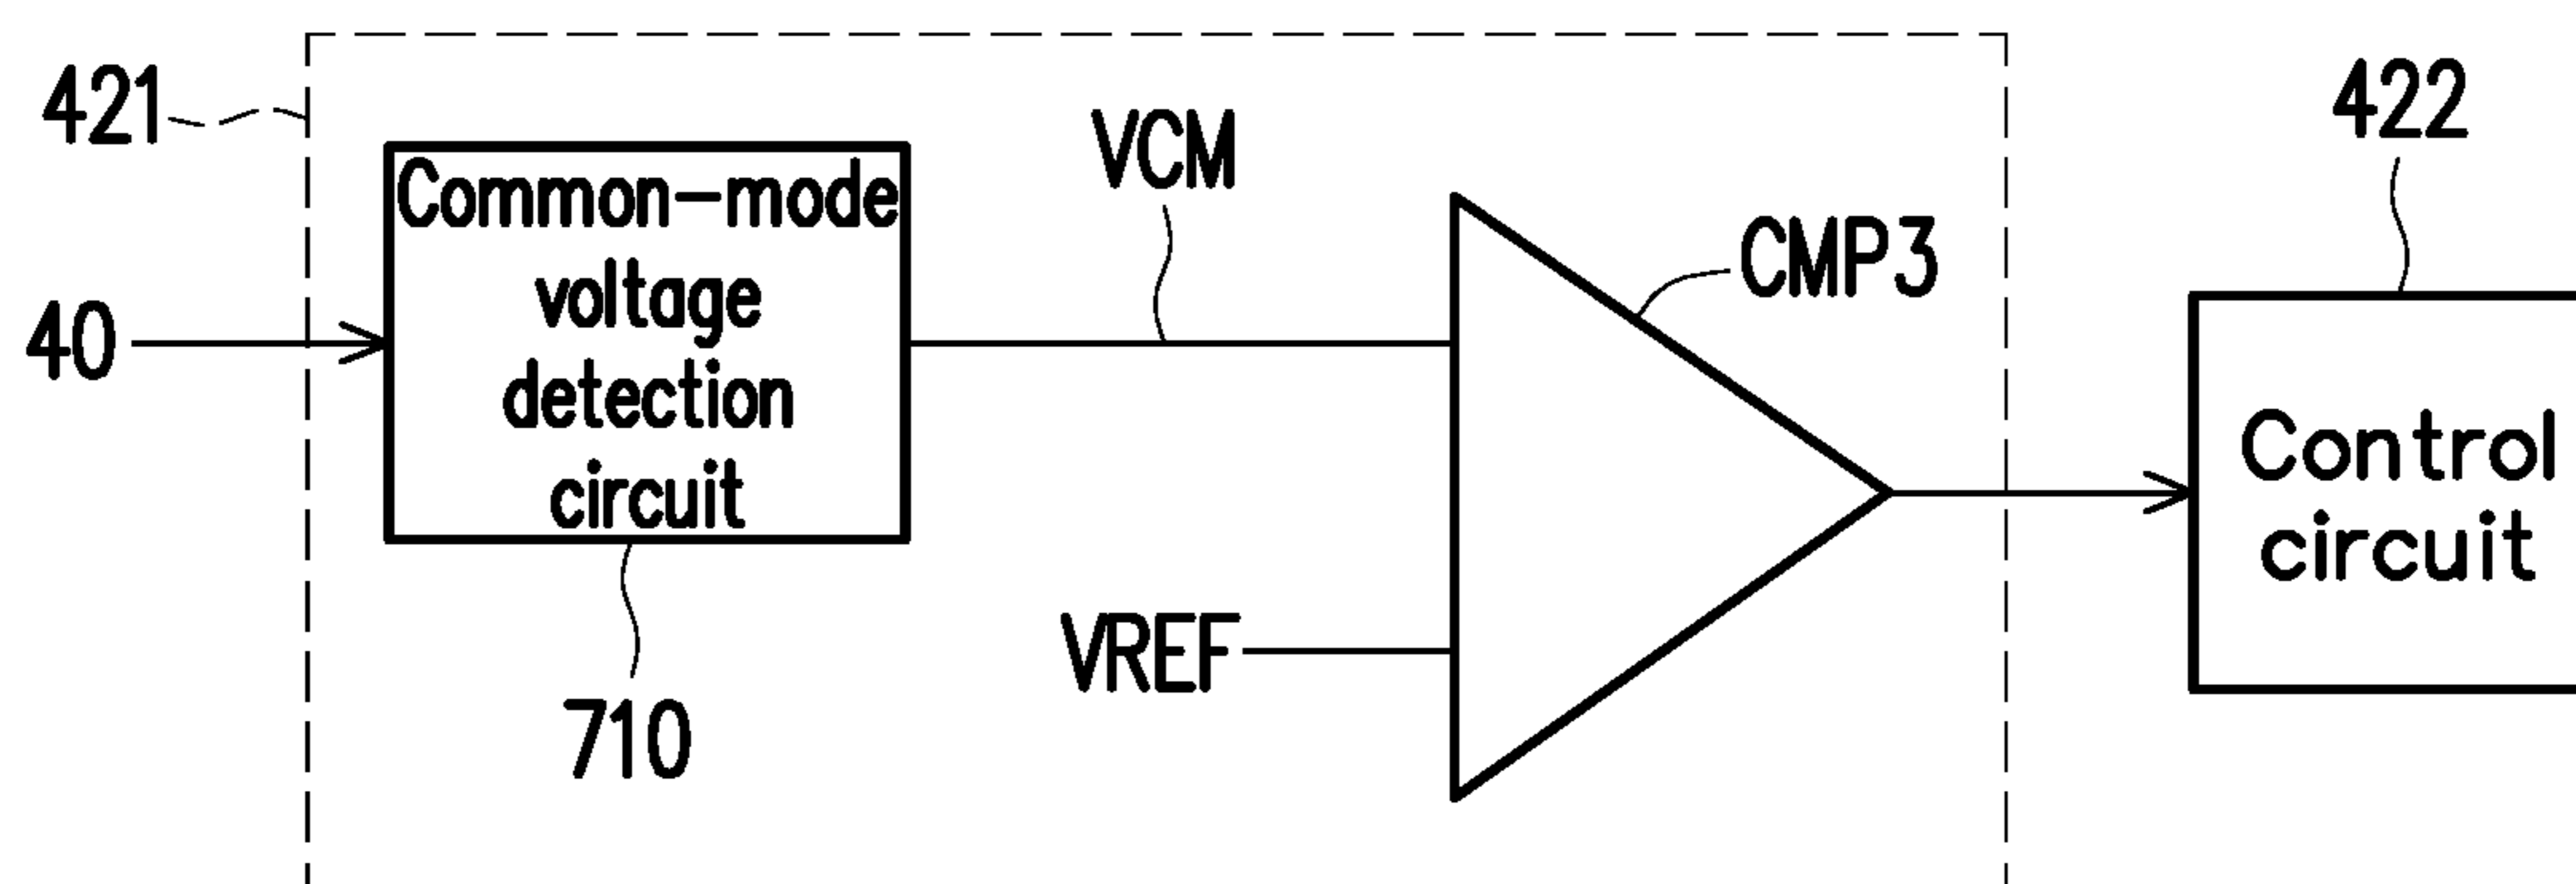 421
422
VCM
Common-mode
voltage
detection
circuit
CMP3
40
Control
circuit
VREF
710